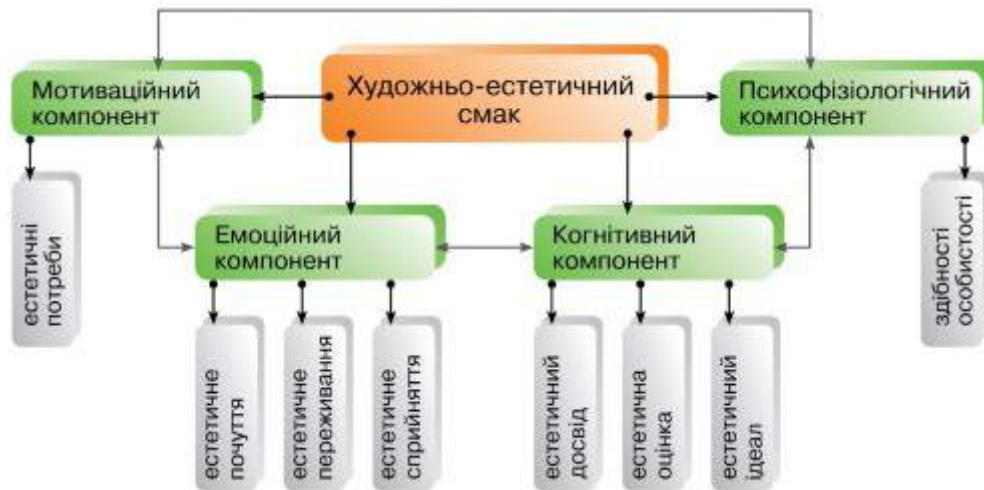 Художньо-естетичний
смак
Мотиваційний
компонент
Психофізіологічний
компонент
Емоційний
компонент
Когнітивний
компонент
естетичні
потреби
естетичне
почуття
естетичне
переживання
естетичне
сприйняття
естетичний
досвід
естетична
оцінка
естетичний
ідеал
здібності
особистості